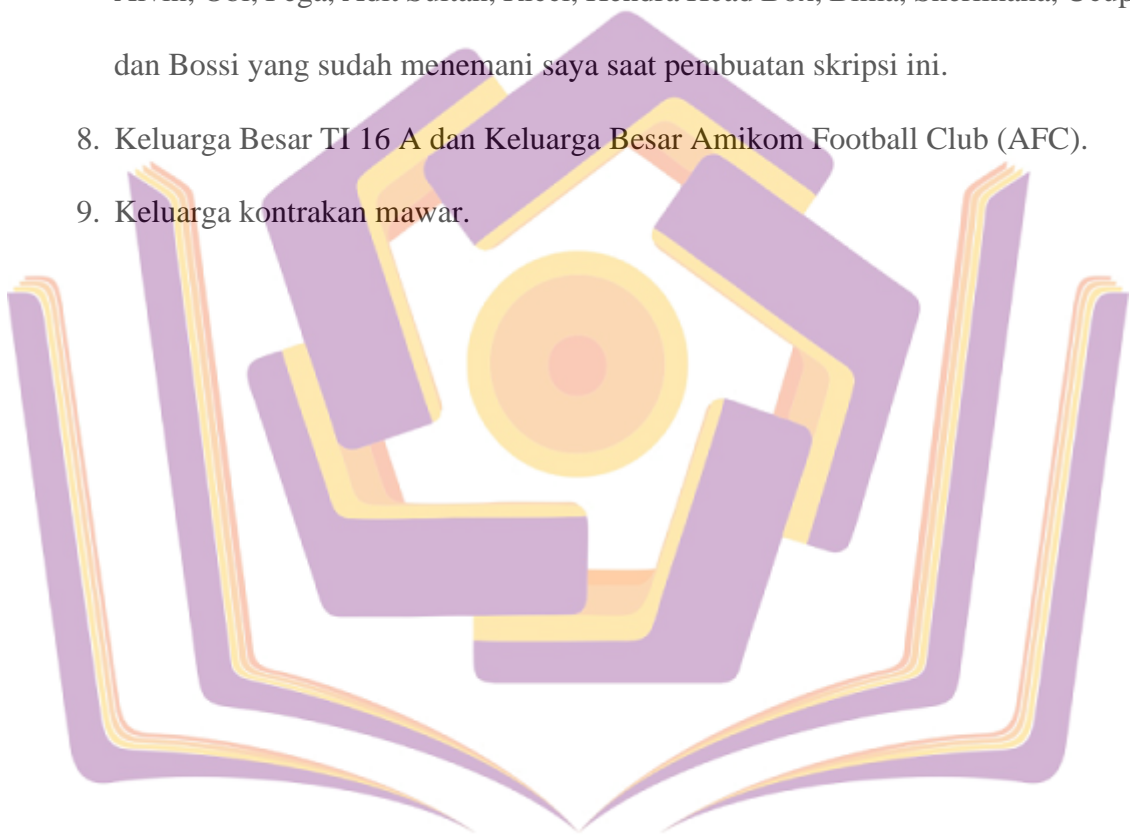 dan Bossi yang sudah menemani saya saat pembuatan skripsi ini.
8. Keluarga Besar TI 16 A dan Keluarga Besar Amikom Football Club (AFC).
9. Keluarga kontrakan mawar.